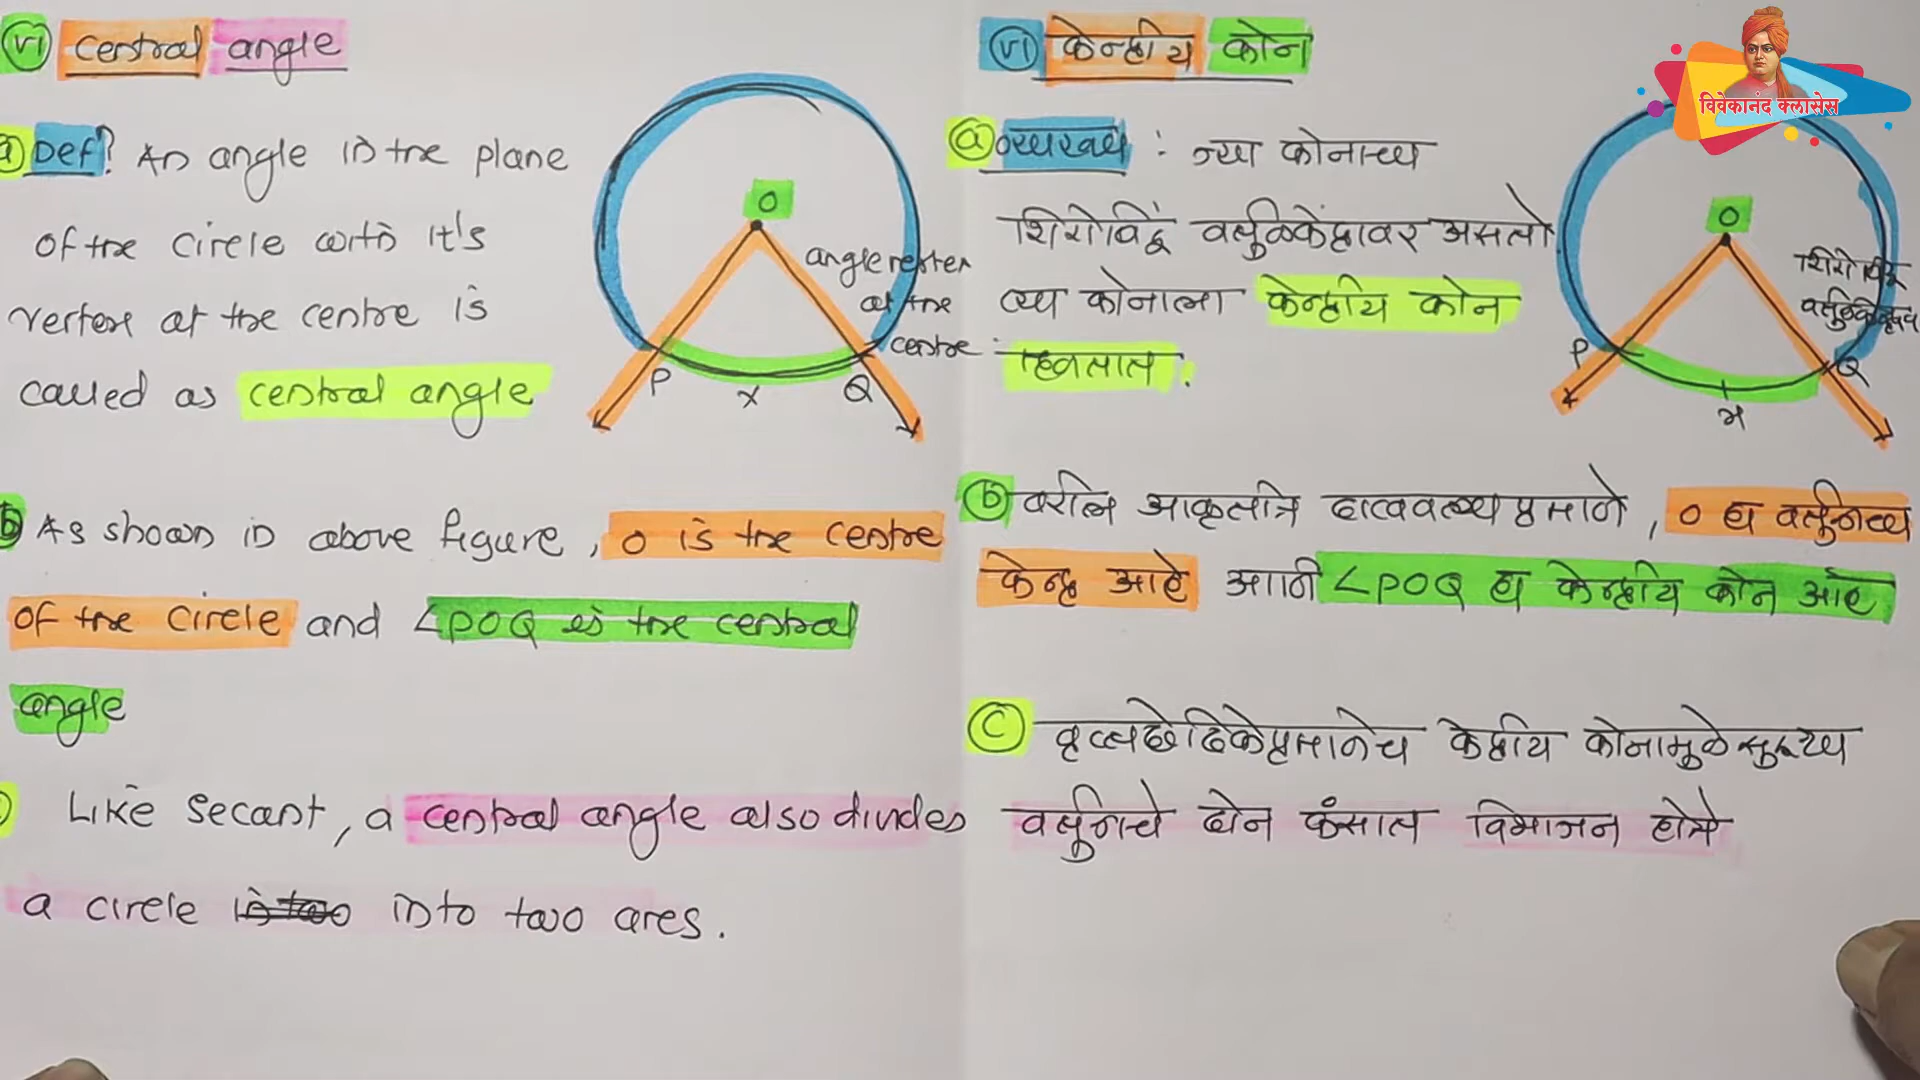 vi central angle
a Def? An angle in the plane
of the circle with it's
vertex at the centre is
called as central angle
O
angle vertex
at the
centre
P
x
Q
b As shown in above figure, O is the centre
of the circle and ∠POQ is the central
angle
Like secant, a central angle also divides
a circle into two arcs.
vi केन्द्रीय कोन
विवेकानंद क्लासेस
a व्याख्या : ज्या कोनाच्या
शिरोबिंदू वर्तुळकेंद्रावर असतो
त्या कोनाला केन्द्रीय कोन
म्हणतात.
O
शिरोबिंदू
P
Q
b वरील आकृतीत दाखवल्याप्रमाणे, O हा वर्तुळाचा
केन्द्र आहे आणि ∠POQ हा केन्द्रीय कोन आहे
C वृत्तछेदिकेप्रमानेच केंद्रीय कोनामुळे सुद्धा
वर्तुळाचे दोन कंसात विभाजन होते